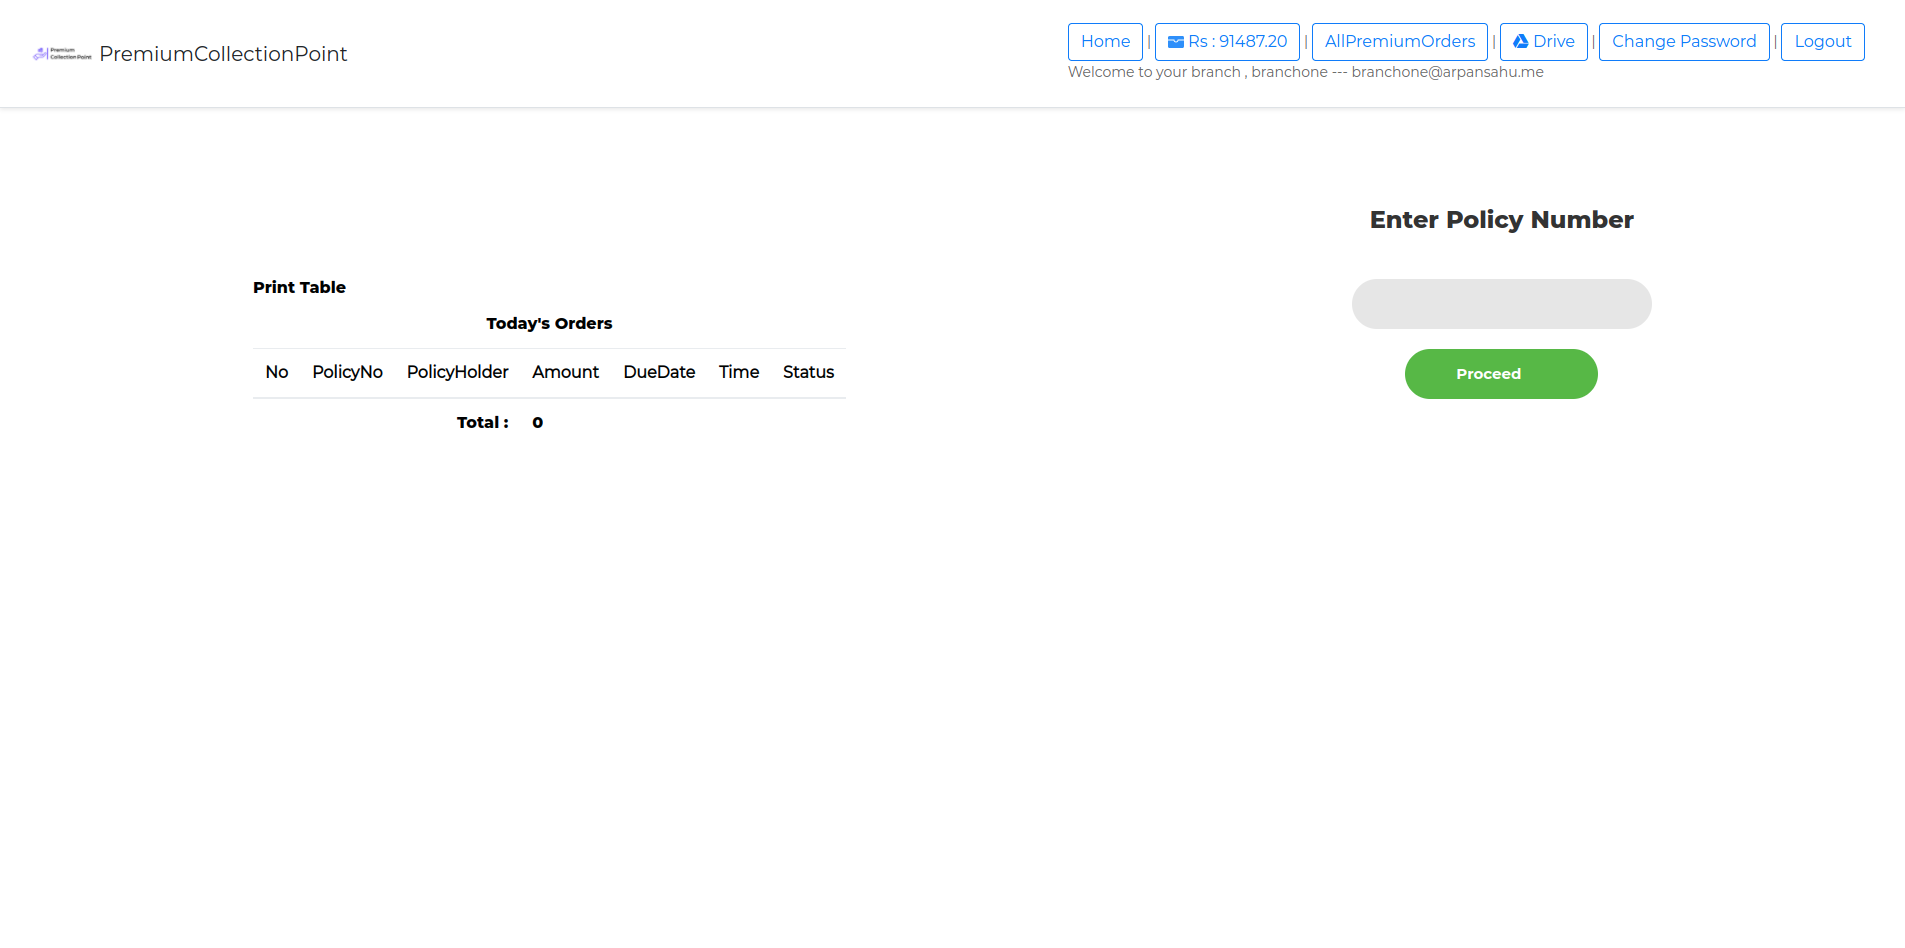 Premium
Collection Point
PremiumCollectionPoint
Home | Rs : 91487.20 | AllPremiumOrders | Drive | Change Password | Logout
Welcome to your branch , branchone --- branchone@arpansahu.me
Enter Policy Number
Print Table
Today's Orders
No PolicyNo PolicyHolder Amount DueDate Time Status
Proceed
Total : 0